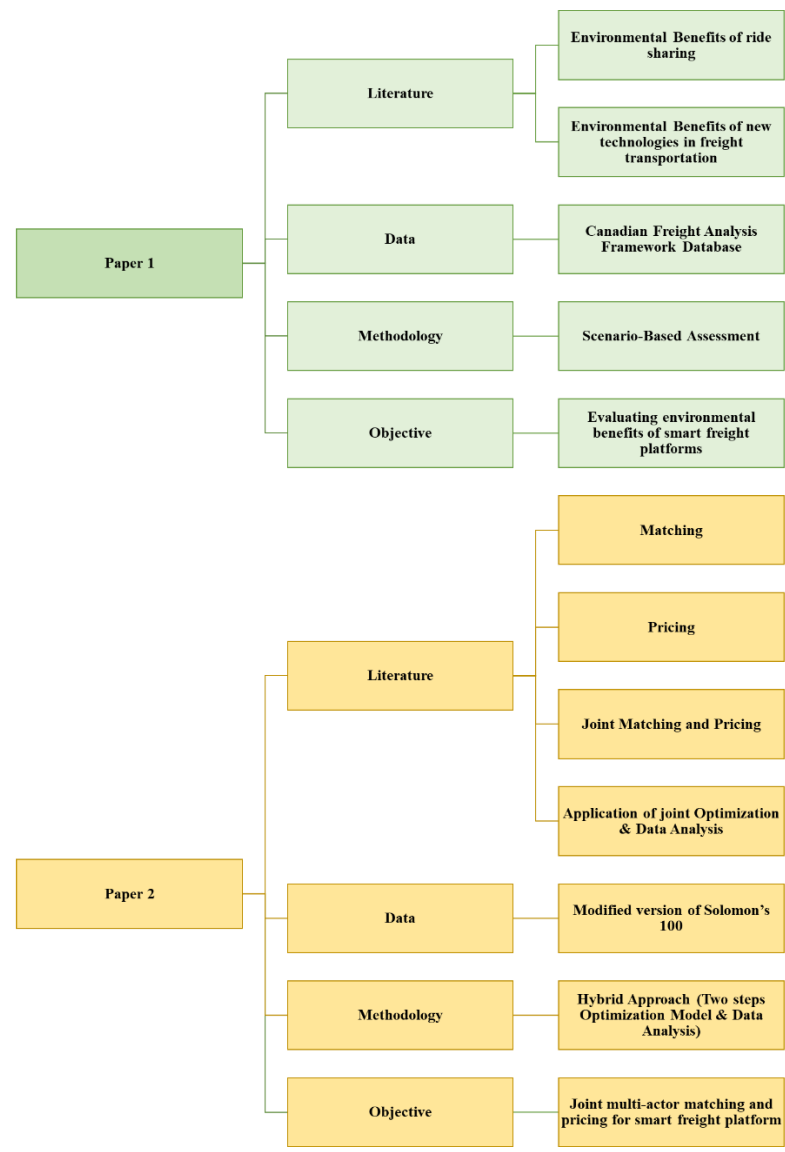 Paper 1
Literature
Environmental Benefits of ride
sharing
Environmental Benefits of new
technologies in freight
transportation
Data
Canadian Freight Analysis
Framework Database
Methodology
Scenario-Based Assessment
Objective
Evaluating environmental
benefits of smart freight
platforms
Paper 2
Literature
Matching
Pricing
Joint Matching and Pricing
Application of joint Optimization
& Data Analysis
Data
Modified version of Solomon’s
100
Methodology
Hybrid Approach (Two steps
Optimization Model & Data
Analysis)
Objective
Joint multi-actor matching and
pricing for smart freight platform